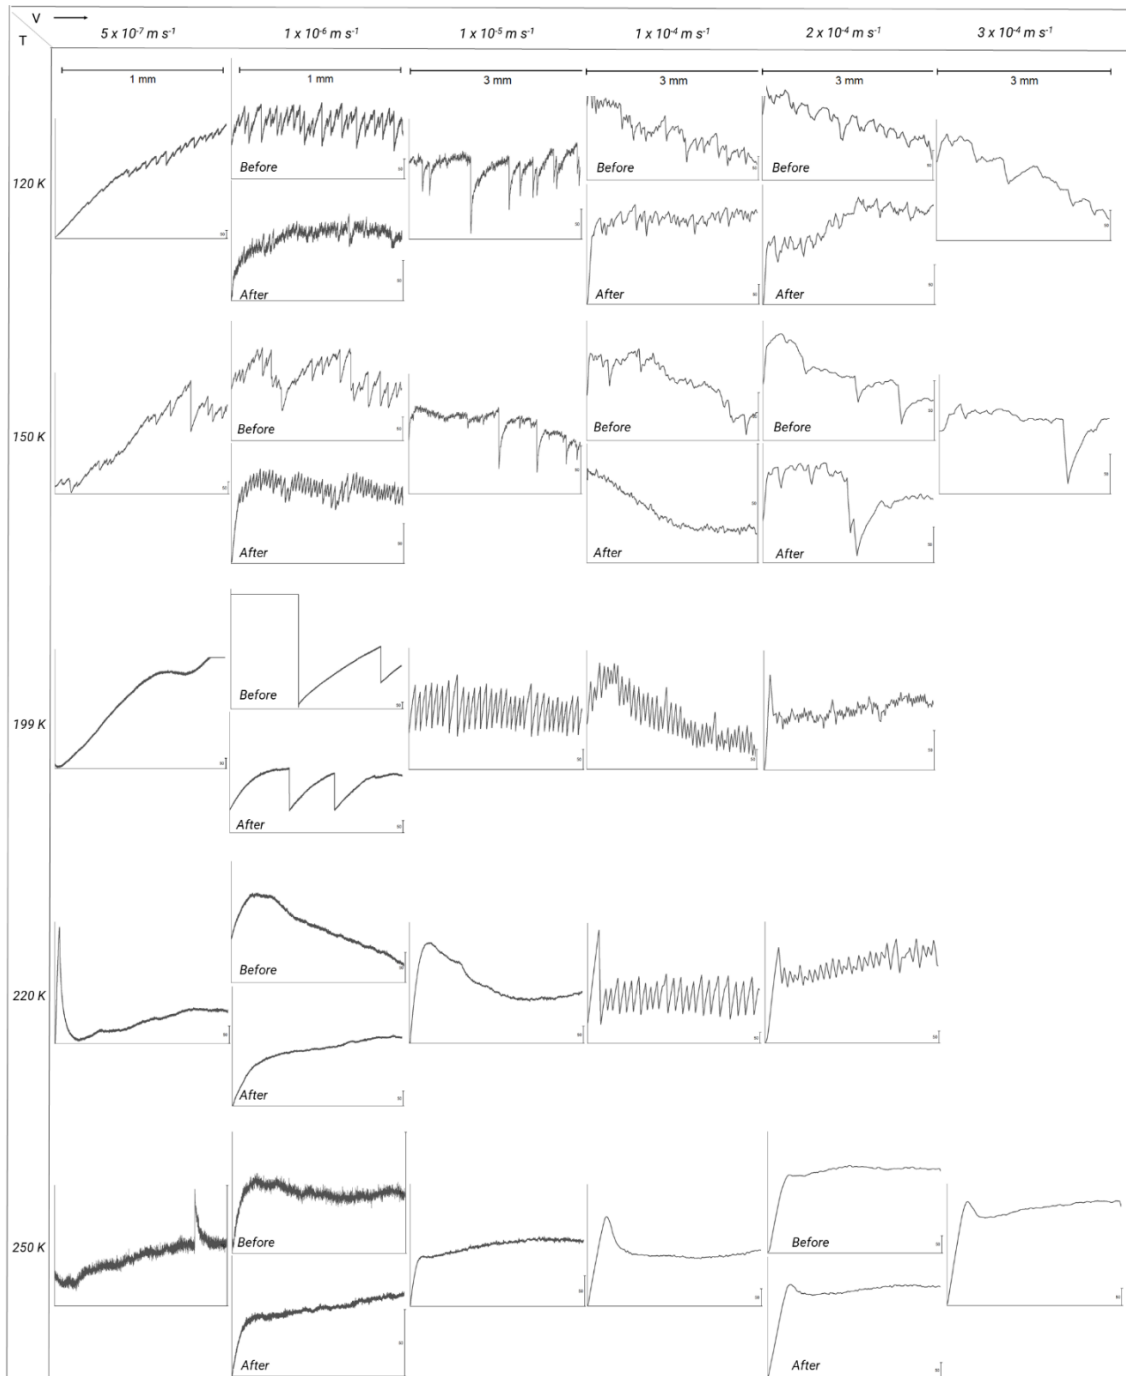 V
T
5 x 10⁻⁷ m s⁻¹
1 x 10⁻⁶ m s⁻¹
1 x 10⁻⁵ m s⁻¹
1 x 10⁻⁴ m s⁻¹
2 x 10⁻⁴ m s⁻¹
3 x 10⁻⁴ m s⁻¹
1 mm
1 mm
3 mm
3 mm
3 mm
3 mm
120 K
Before
Before
Before
After
After
After
150 K
Before
Before
Before
After
After
After
199 K
Before
After
220 K
Before
After
250 K
Before
Before
After
After